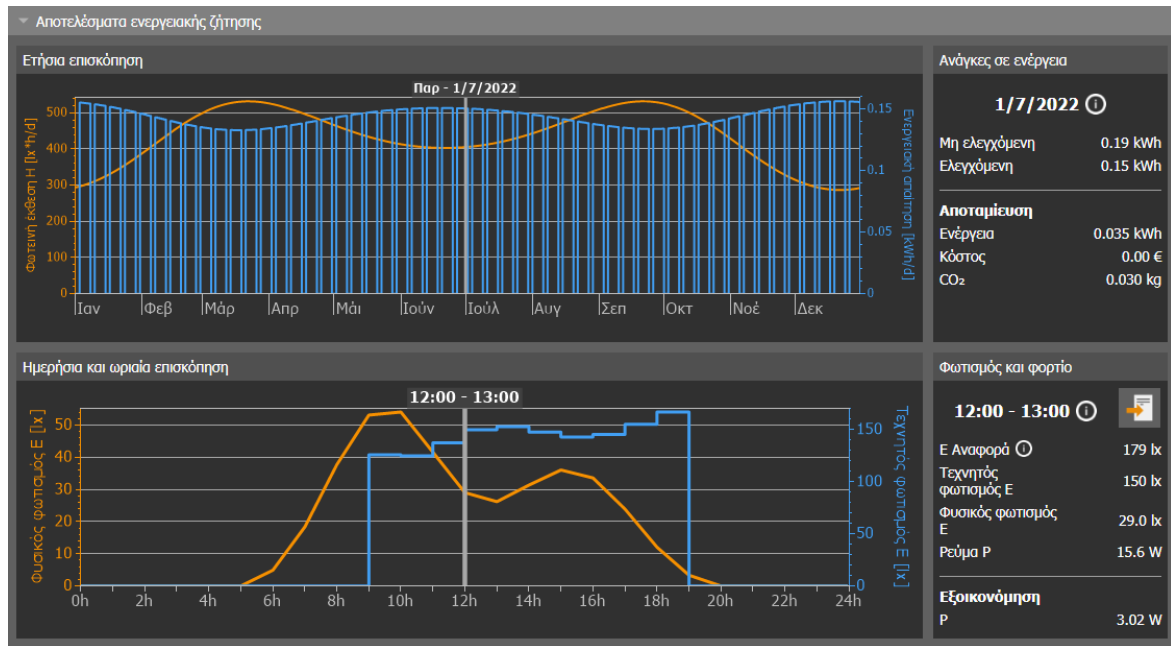 Αποτελέσματα ενεργειακής ζήτησης
Ετήσια επισκόπηση
Παρ - 1/7/2022
Φωτεινή έκθεση H [lx*h/d]
500
400
300
200
100
0
Ενεργειακή απαίτηση [kWh/d]
0.15
0.1
0.05
0
Ιαν Φεβ Μάρ Απρ Μάι Ιούν Ιούλ Αυγ Σεπ Οκτ Νοέ Δεκ
Ανάγκες σε ενέργεια
1/7/2022
Μη ελεγχόμενη 0.19 kWh
Ελεγχόμενη 0.15 kWh
Αποταμίευση
Ενέργεια 0.035 kWh
Κόστος 0.00 €
CO₂ 0.030 kg
Ημερήσια και ωριαία επισκόπηση
12:00 - 13:00
Φυσικός φωτισμός E [lx]
50
40
30
20
10
0
Τεχνητός φωτισμός E [lx]
150
100
50
0
0h 2h 4h 6h 8h 10h 12h 14h 16h 18h 20h 22h 24h
Φωτισμός και φορτίο
12:00 - 13:00
E Αναφορά 179 lx
Τεχνητός
φωτισμός E 150 lx
Φυσικός φωτισμός
E 29.0 lx
Ρεύμα P 15.6 W
Εξοικονόμηση
P 3.02 W